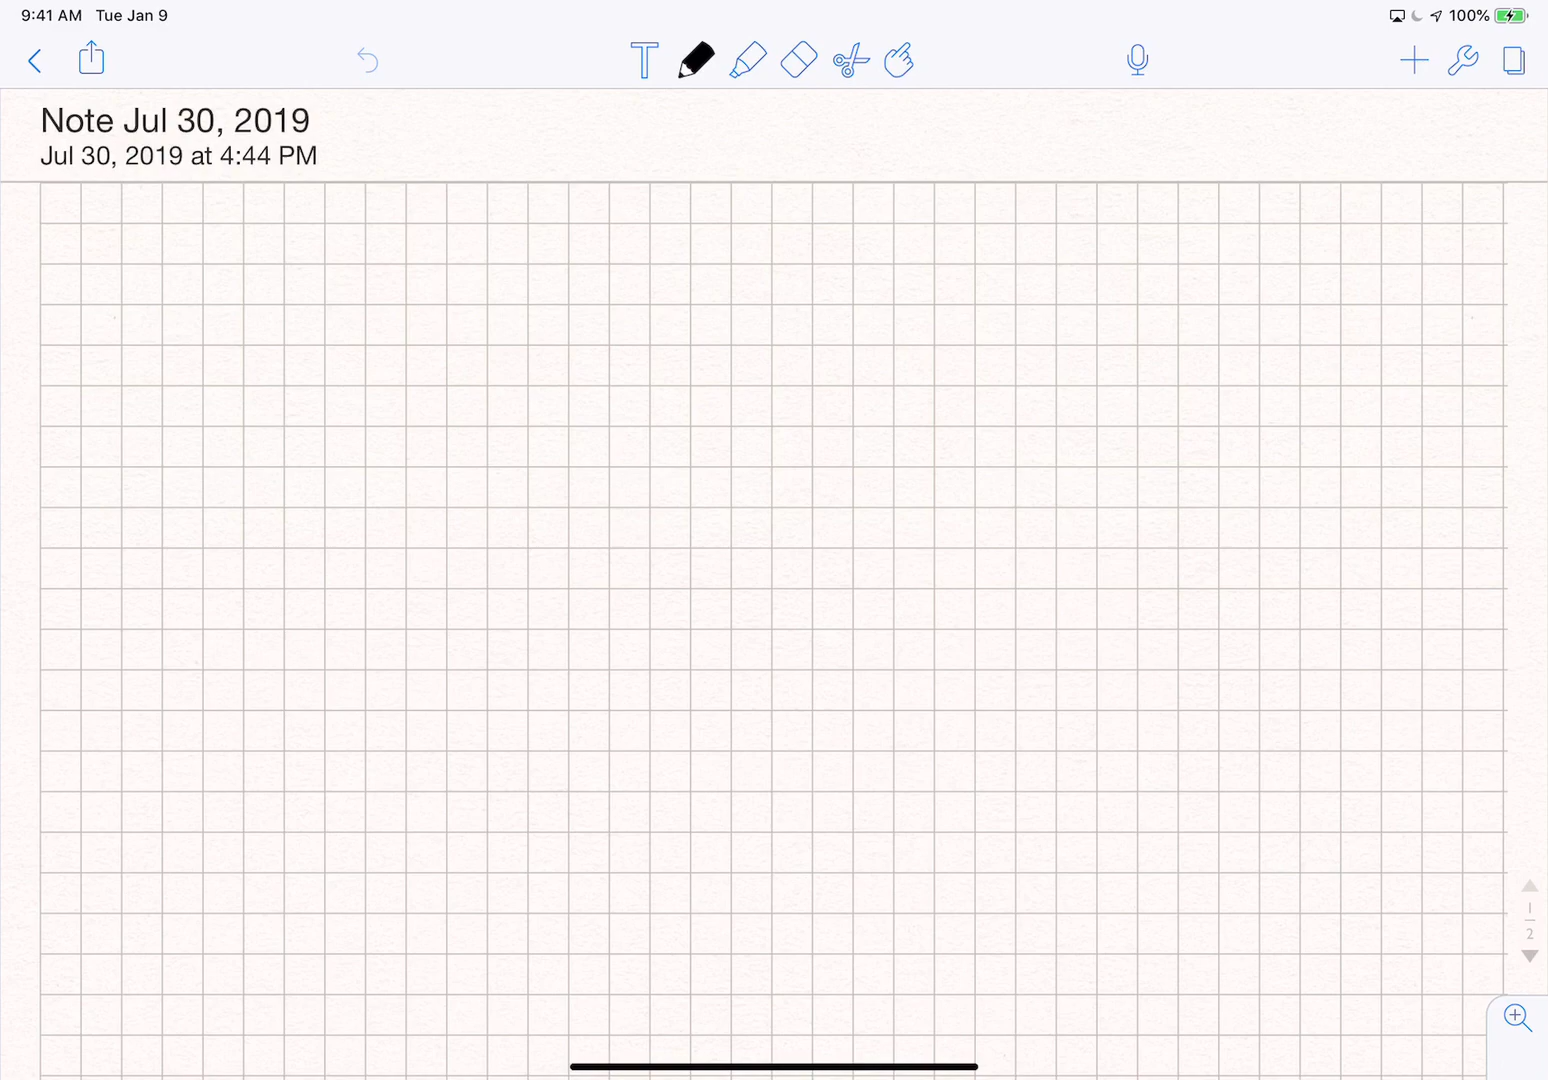 9:41 AM Tue Jan 9 100%
T
Note Jul 30, 2019
Jul 30, 2019 at 4:44 PM
1
2